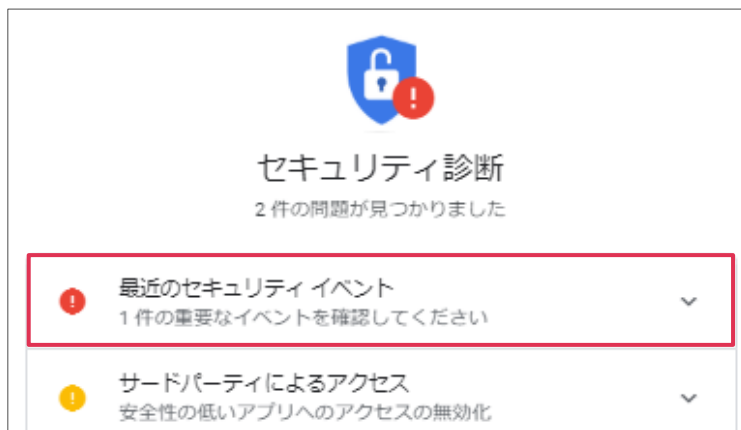 セキュリティ診断
2 件の問題が見つかりました
最近のセキュリティ イベント
1 件の重要なイベントを確認してください
サードパーティによるアクセス
安全性の低いアプリへのアクセスの無効化